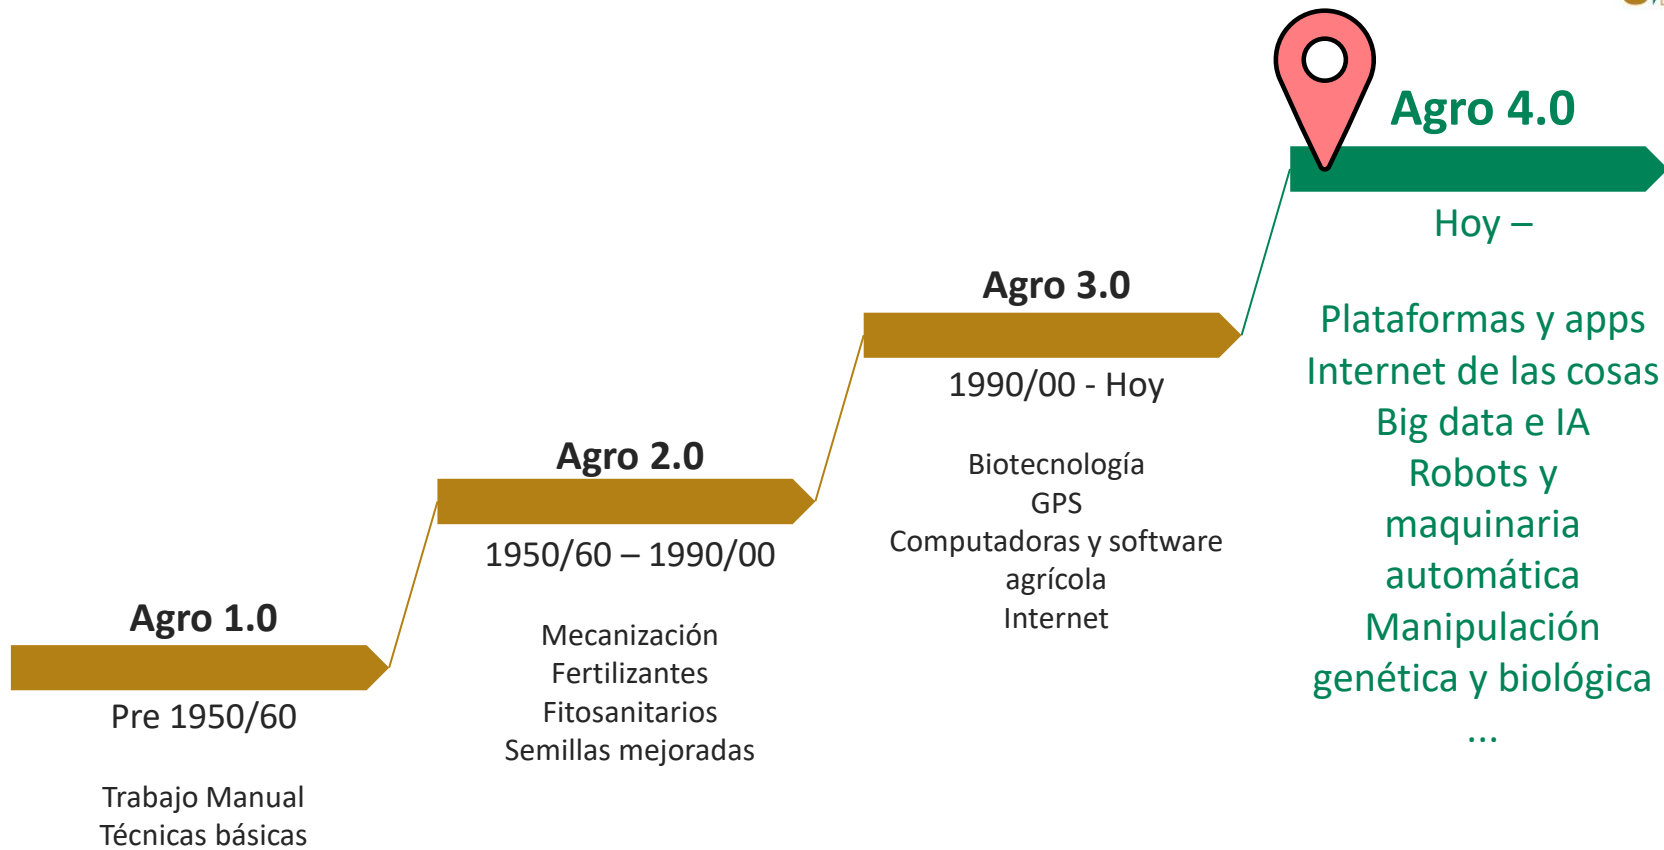 Agro 1.0
Pre 1950/60
Trabajo Manual
Técnicas básicas
Agro 2.0
1950/60 – 1990/00
Mecanización
Fertilizantes
Fitosanitarios
Semillas mejoradas
Agro 3.0
1990/00 - Hoy
Biotecnología
GPS
Computadoras y software
agrícola
Internet
Agro 4.0
Hoy –
Plataformas y apps
Internet de las cosas
Big data e IA
Robots y
maquinaria
automática
Manipulación
genética y biológica
...